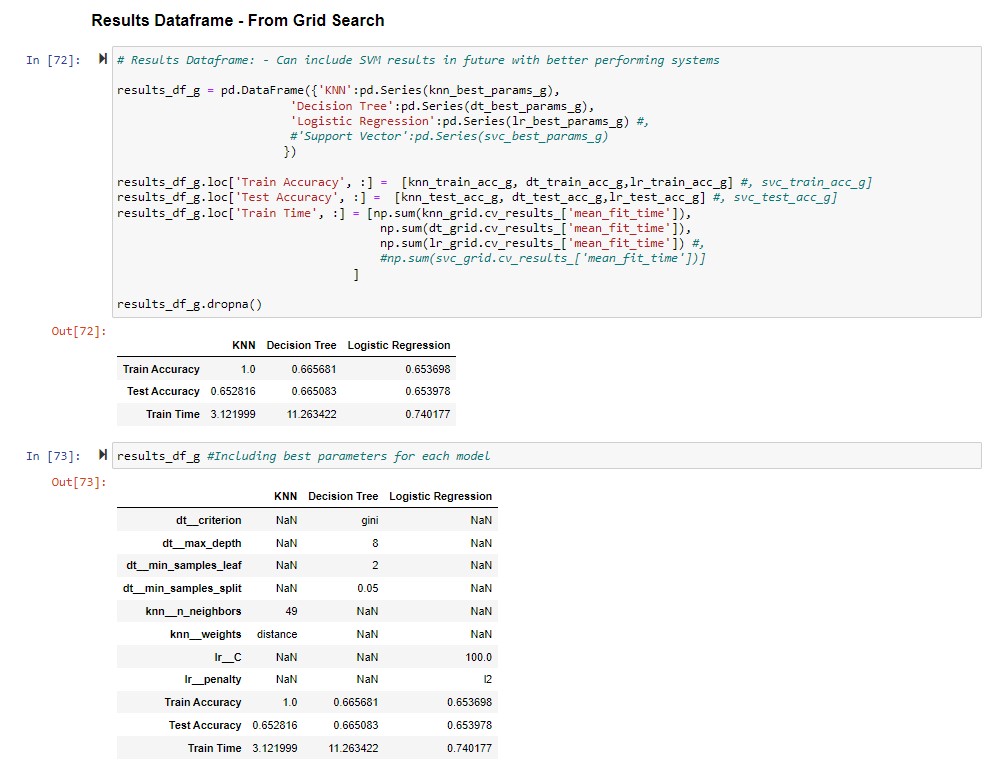 Results Dataframe - From Grid Search
In [72]:
# Results Dataframe: - Can include SVM results in future with better performing systems
results_df_g = pd.DataFrame({'KNN':pd.Series(knn_best_params_g),
'Decision Tree':pd.Series(dt_best_params_g),
'Logistic Regression':pd.Series(lr_best_params_g) #,
#'Support Vector':pd.Series(svc_best_params_g)
})
results_df_g.loc['Train Accuracy', :] =  [knn_train_acc_g, dt_train_acc_g,lr_train_acc_g] #, svc_train_acc_g]
results_df_g.loc['Test Accuracy', :] =  [knn_test_acc_g, dt_test_acc_g,lr_test_acc_g] #, svc_test_acc_g]
results_df_g.loc['Train Time', :] = [np.sum(knn_grid.cv_results_['mean_fit_time']),
np.sum(dt_grid.cv_results_['mean_fit_time']),
np.sum(lr_grid.cv_results_['mean_fit_time']) #,
#np.sum(svc_grid.cv_results_['mean_fit_time'])]
]
results_df_g.dropna()
Out[72]:
KNN Decision Tree Logistic Regression
Train Accuracy 1.0 0.665681 0.653698
Test Accuracy 0.652816 0.665083 0.653978
Train Time 3.121999 11.263422 0.740177
In [73]:
results_df_g #Including best parameters for each model
Out[73]:
KNN Decision Tree Logistic Regression
dt__criterion NaN gini NaN
dt__max_depth NaN 8 NaN
dt__min_samples_leaf NaN 2 NaN
dt__min_samples_split NaN 0.05 NaN
knn__n_neighbors 49 NaN NaN
knn__weights distance NaN NaN
lr__C NaN NaN 100.0
lr__penalty NaN NaN l2
Train Accuracy 1.0 0.665681 0.653698
Test Accuracy 0.652816 0.665083 0.653978
Train Time 3.121999 11.263422 0.740177